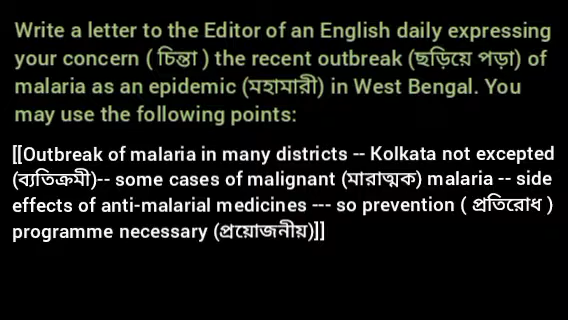 Write a letter to the Editor of an English daily expressing
your concern ( চিন্তা ) the recent outbreak (ছড়িয়ে পড়া) of
malaria as an epidemic (মহামারী) in West Bengal. You
may use the following points:
[[Outbreak of malaria in many districts -- Kolkata not excepted
(ব্যতিক্রমী)-- some cases of malignant (মারাত্মক) malaria -- side
effects of anti-malarial medicines --- so prevention ( প্রতিরোধ )
programme necessary (প্রয়োজনীয়)]]